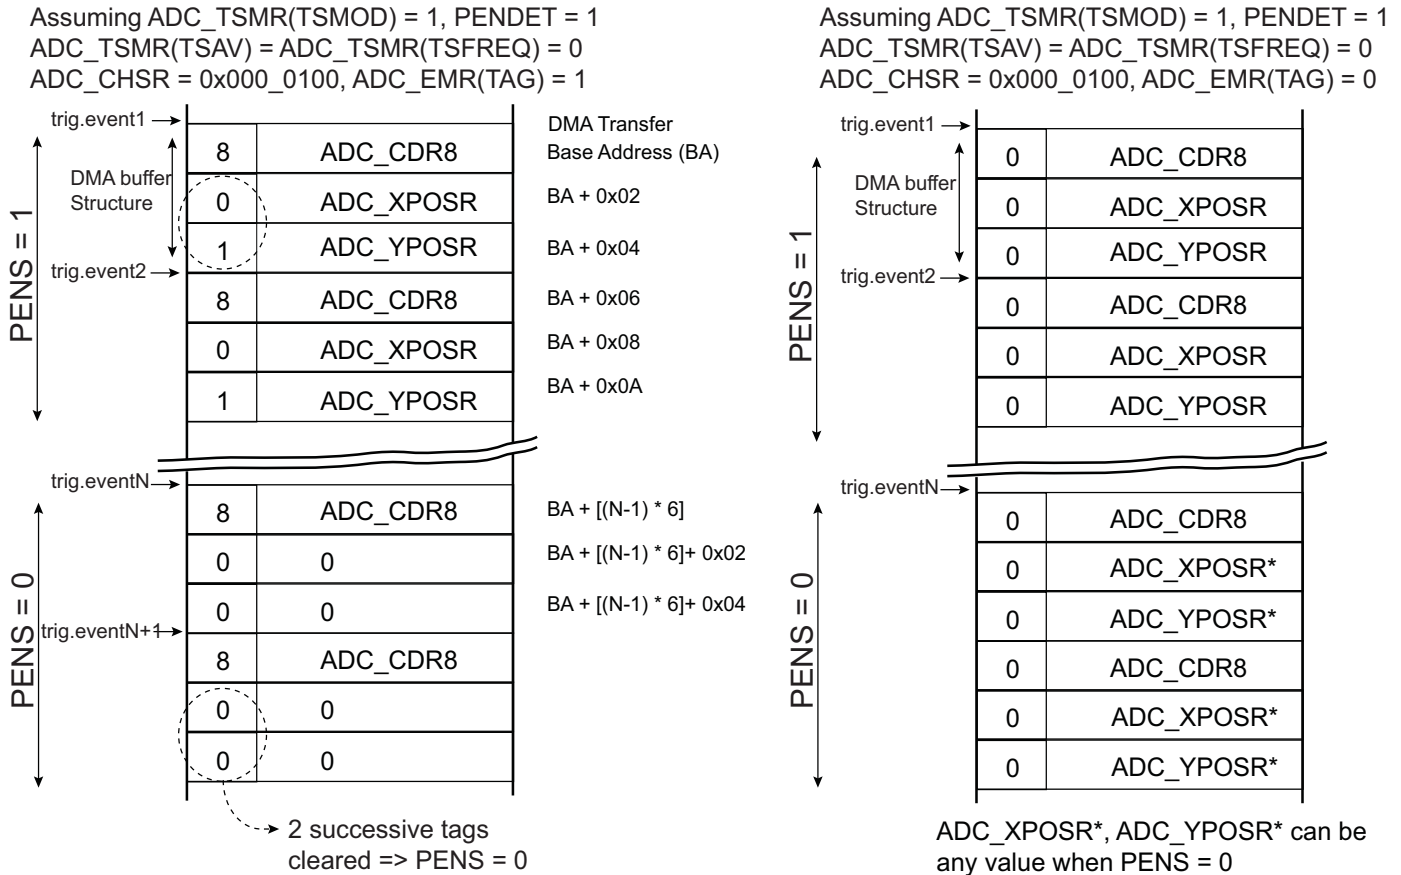 Assuming ADC_TSMR(TSMOD) = 1, PENDET = 1
ADC_TSMR(TSAV) = ADC_TSMR(TSFREQ) = 0
ADC_CHSR = 0x000_0100, ADC_EMR(TAG) = 1
trig.event1
DMA Transfer
8 ADC_CDR8 Base Address (BA)
DMA buffer
Structure
0 ADC_XPOSR BA + 0x02
1 ADC_YPOSR BA + 0x04
PENS = 1
trig.event2
8 ADC_CDR8 BA + 0x06
0 ADC_XPOSR BA + 0x08
1 ADC_YPOSR BA + 0x0A
trig.eventN
8 ADC_CDR8 BA + [(N-1) * 6]
0 0 BA + [(N-1) * 6]+ 0x02
0 0 BA + [(N-1) * 6]+ 0x04
PENS = 0
trig.eventN+1
8 ADC_CDR8
0 0
0 0
2 successive tags
cleared => PENS = 0
Assuming ADC_TSMR(TSMOD) = 1, PENDET = 1
ADC_TSMR(TSAV) = ADC_TSMR(TSFREQ) = 0
ADC_CHSR = 0x000_0100, ADC_EMR(TAG) = 0
trig.event1
0 ADC_CDR8
DMA buffer
Structure
0 ADC_XPOSR
0 ADC_YPOSR
PENS = 1
trig.event2
0 ADC_CDR8
0 ADC_XPOSR
0 ADC_YPOSR
trig.eventN
0 ADC_CDR8
0 ADC_XPOSR*
0 ADC_YPOSR*
PENS = 0
0 ADC_CDR8
0 ADC_XPOSR*
0 ADC_YPOSR*
ADC_XPOSR*, ADC_YPOSR* can be
any value when PENS = 0